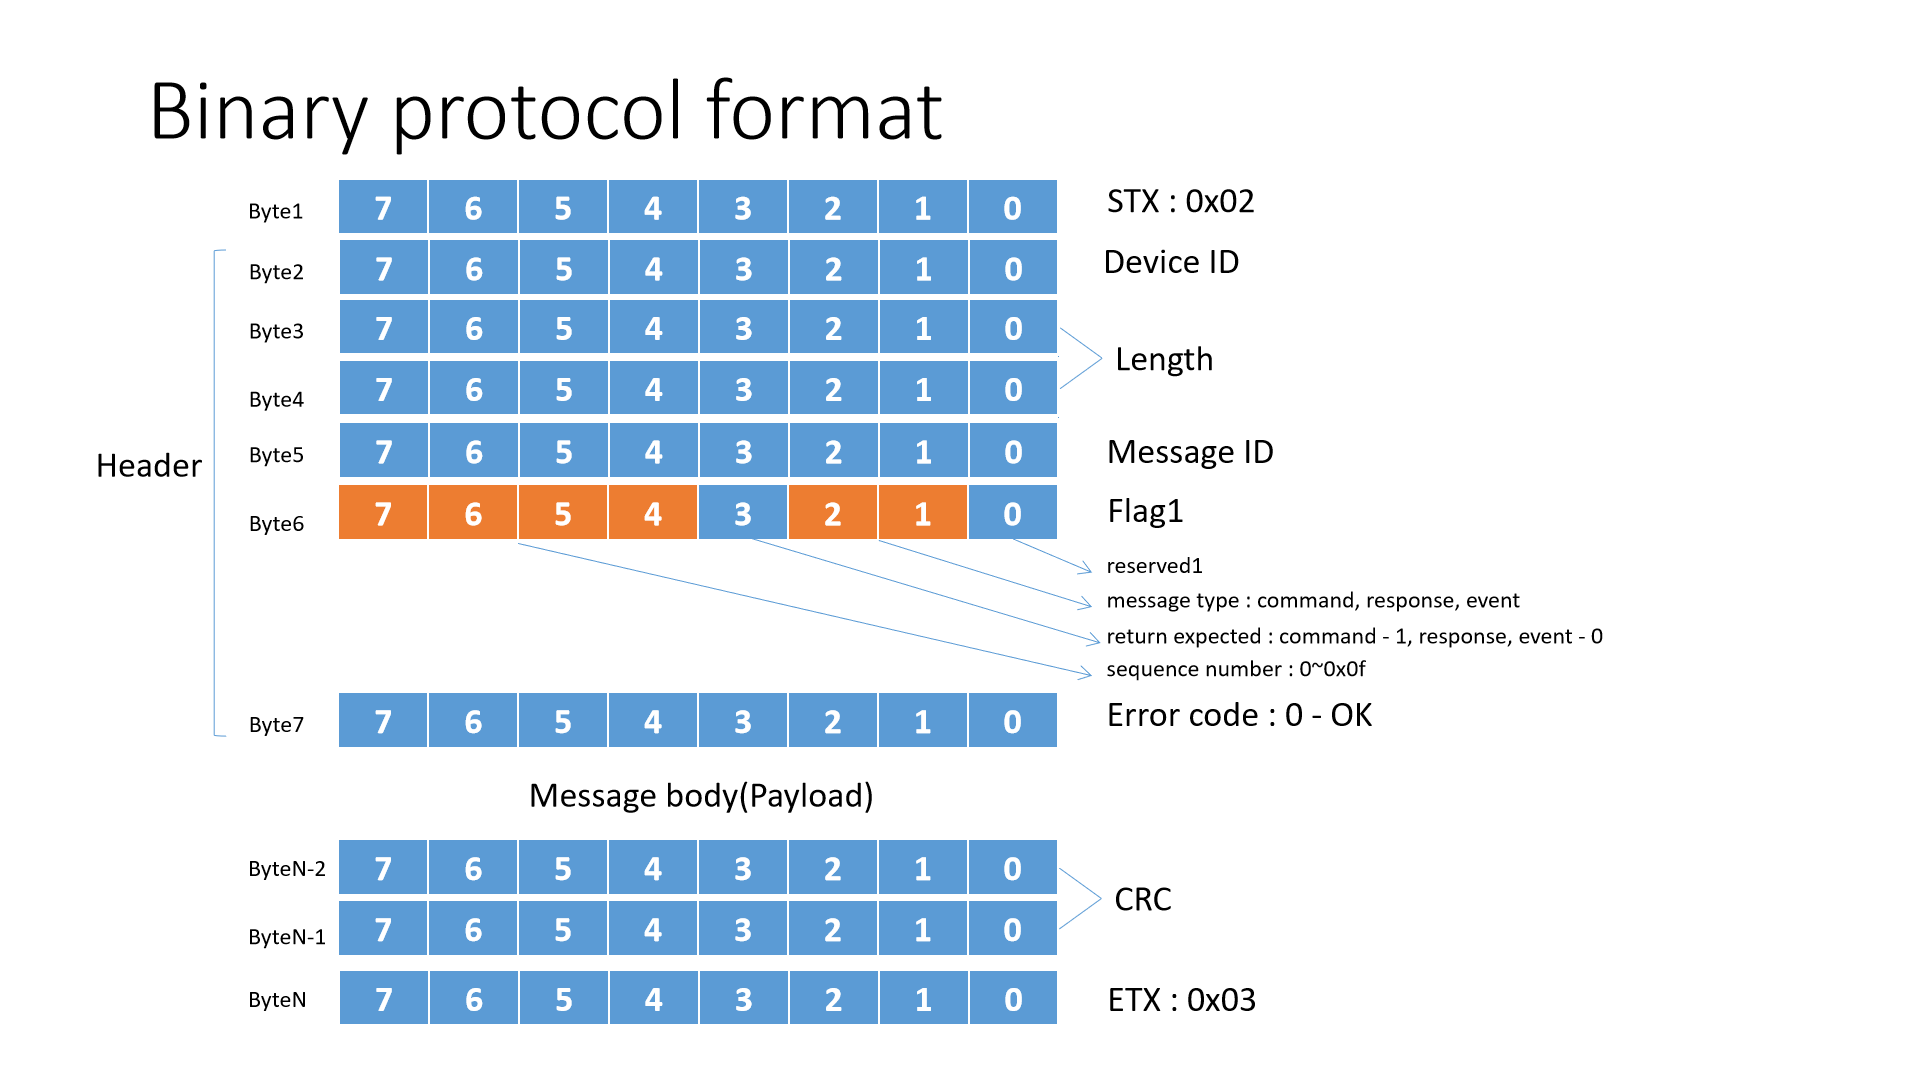 Binary protocol format
Byte1 7 6 5 4 3 2 1 0 STX : 0x02
Byte2 7 6 5 4 3 2 1 0 Device ID
Byte3 7 6 5 4 3 2 1 0
Length
Byte4 7 6 5 4 3 2 1 0
Header
Byte5 7 6 5 4 3 2 1 0 Message ID
Byte6 7 6 5 4 3 2 1 0 Flag1
reserved1
message type : command, response, event
return expected : command - 1, response, event - 0
sequence number : 0~0x0f
Byte7 7 6 5 4 3 2 1 0 Error code : 0 - OK
Message body(Payload)
ByteN-2 7 6 5 4 3 2 1 0
CRC
ByteN-1 7 6 5 4 3 2 1 0
ByteN 7 6 5 4 3 2 1 0 ETX : 0x03